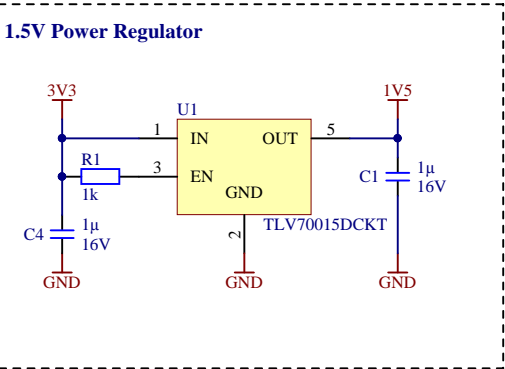 1.5V Power Regulator
3V3
1V5
U1
1
IN
OUT
5
R1
1k
3
EN
GND
C1
1µ
16V
C4
1µ
16V
2
TLV70015DCKT
GND
GND
GND